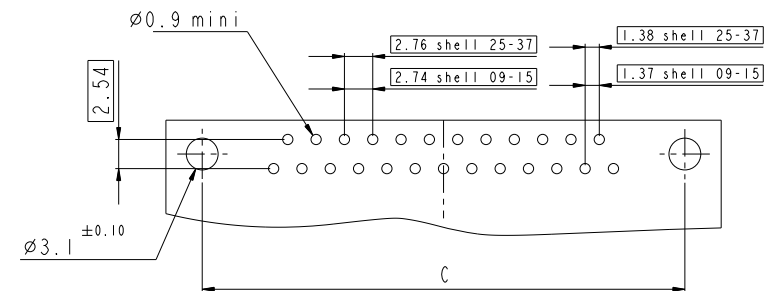 Ø0.9 mini
2.76 shell 25-37
1.38 shell 25-37
2.74 shell 09-15
1.37 shell 09-15
2.54
Ø3.1 ±0.10
C